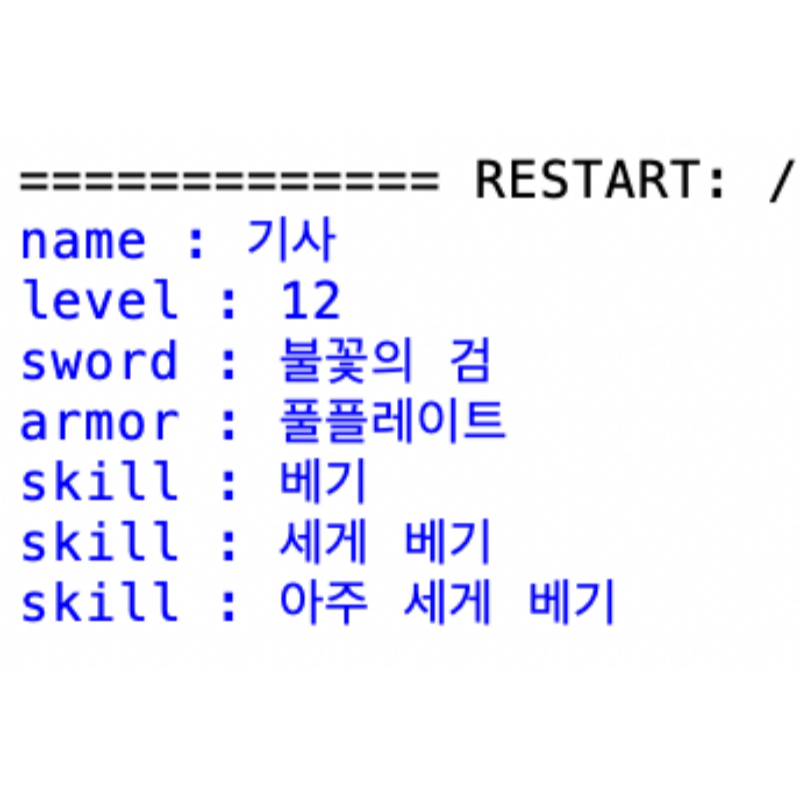 ============= RESTART: /
name : 기사
level : 12
sword : 불꽃의 검
armor : 풀플레이트
skill : 베기
skill : 세게 베기
skill : 아주 세게 베기